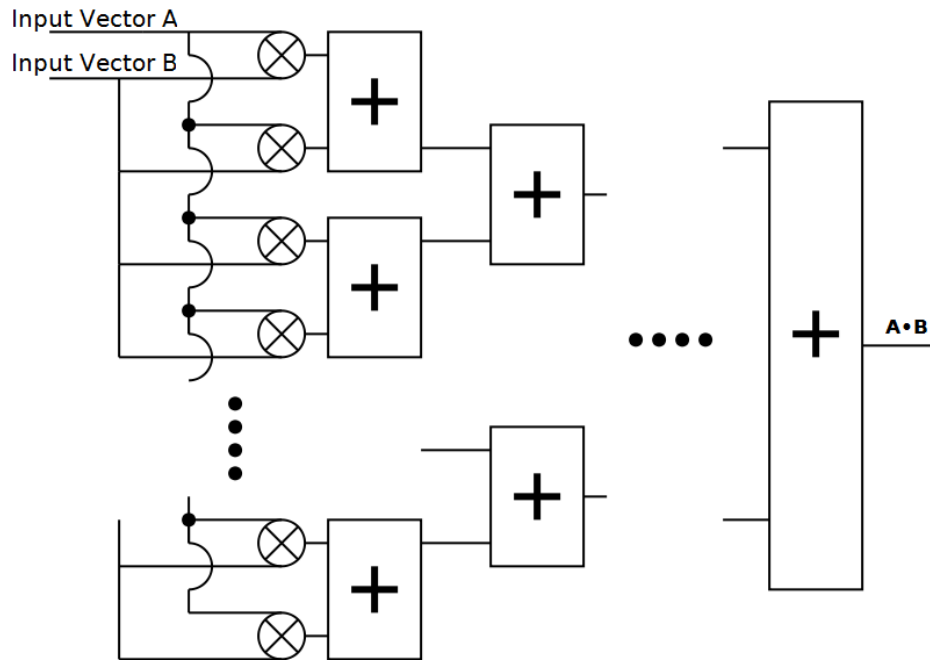 Input Vector A
Input Vector B
+
+
+
+
A•B
+
+